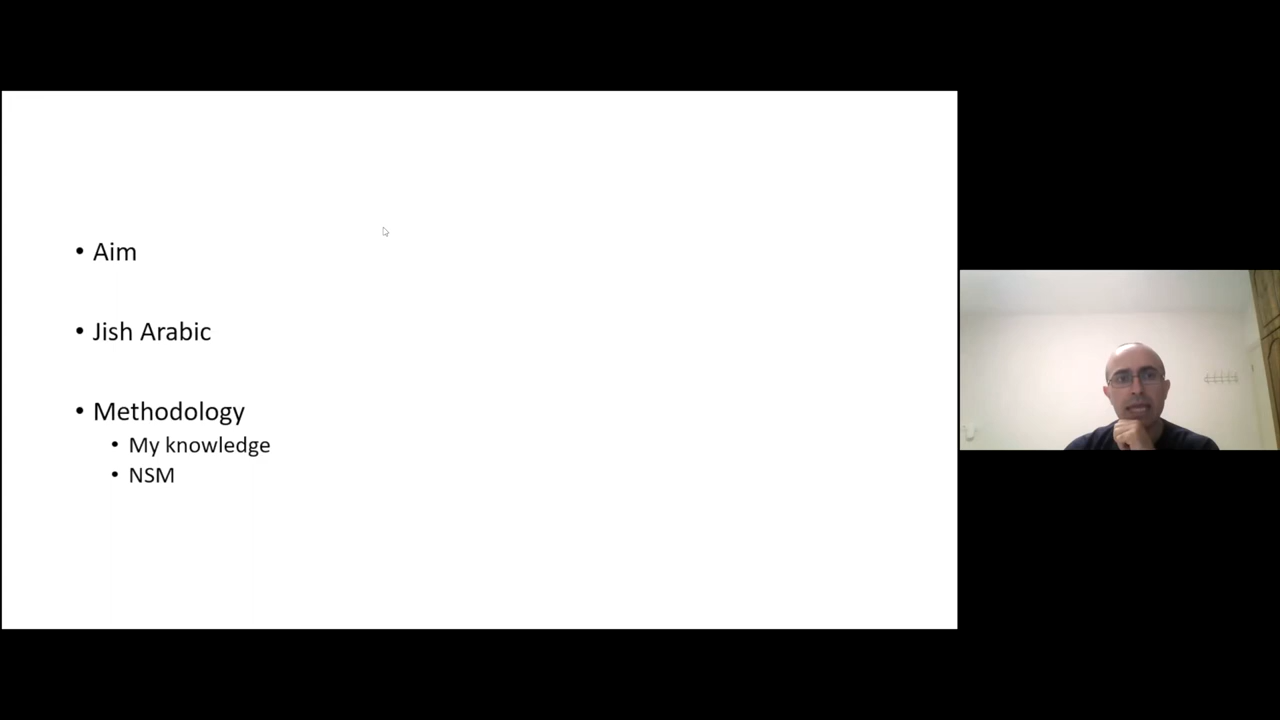 • Aim
• Jish Arabic
• Methodology
• My knowledge
• NSM